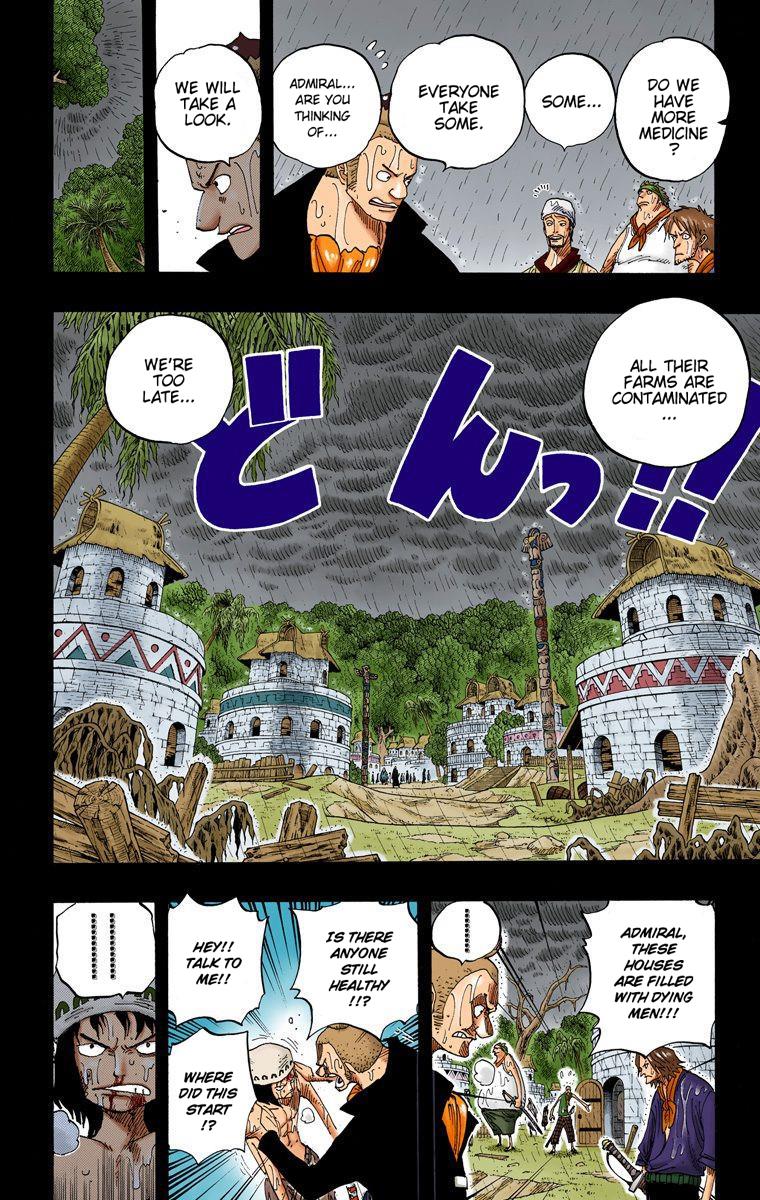 DO WE
HAVE
MORE
MEDICINE
?
SOME...
EVERYONE
TAKE
SOME.
ADMIRAL...
ARE YOU
THINKING
OF...
WE WILL
TAKE A
LOOK.
ALL THEIR
FARMS ARE
CONTAMINATED
...
WE'RE
TOO
LATE...
どんっ!!
ADMIRAL,
THESE
HOUSES
ARE FILLED
WITH DYING
MEN!!!
IS THERE
ANYONE
STILL
HEALTHY
!!?
HEY!!
TALK TO
ME!!
WHERE
DID THIS
START
!?